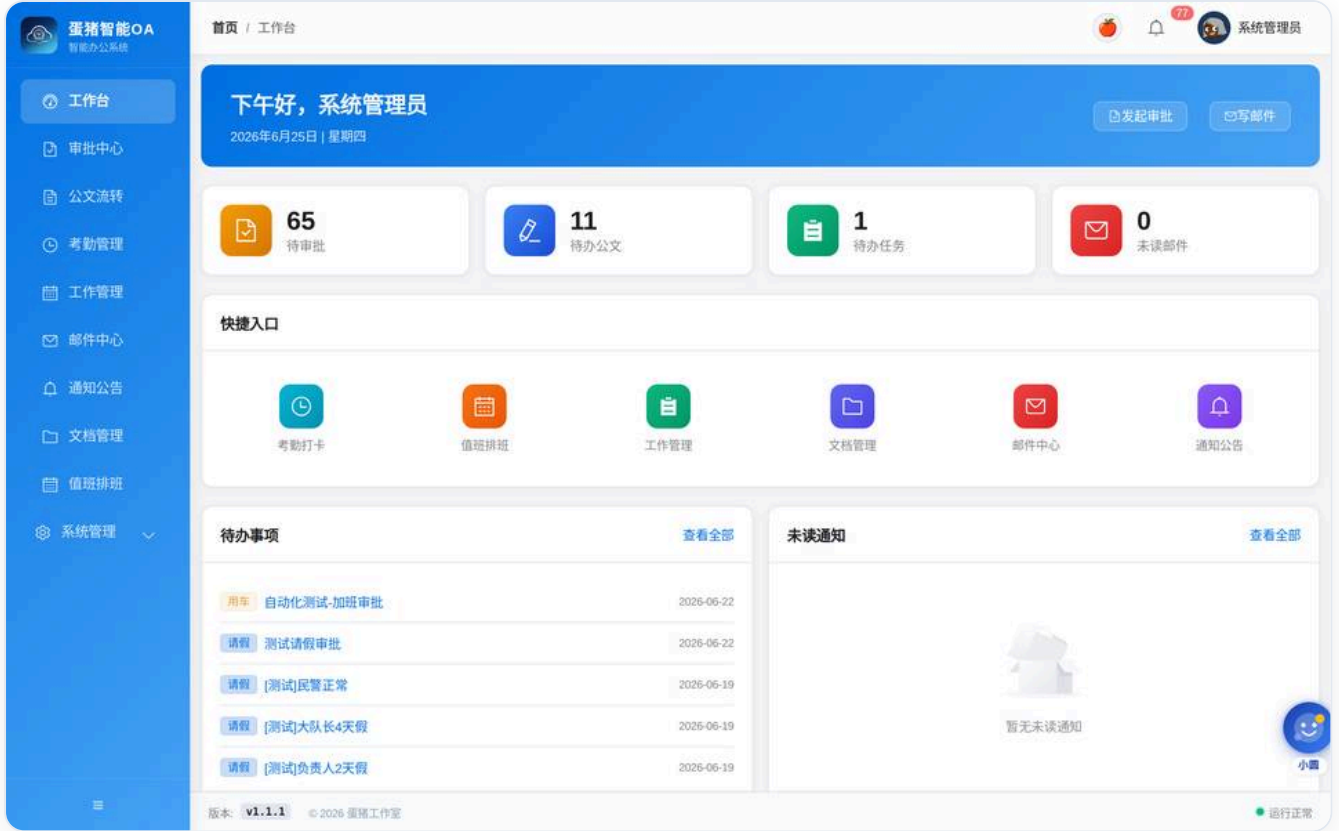 蛋猪智能OA
智能办公系统
工作台
审批中心
公文流转
考勤管理
工作管理
邮件中心
通知公告
文档管理
值班排班
系统管理
首页 / 工作台
77
系统管理员
下午好，系统管理员
2026年6月25日 | 星期四
发起审批
写邮件
65
待审批
11
待办公文
1
待办任务
0
未读邮件
快捷入口
考勤打卡
值班排班
工作管理
文档管理
邮件中心
通知公告
待办事项 查看全部
用车 自动化测试-加班审批 2026-06-22
请假 测试请假审批 2026-06-22
请假 [测试]民警正常 2026-06-19
请假 [测试]大队长4天假 2026-06-19
请假 [测试]负责人2天假 2026-06-19
未读通知 查看全部
暂无未读通知
小圆
版本: v1.1.1 © 2026 蛋猪工作室
运行正常